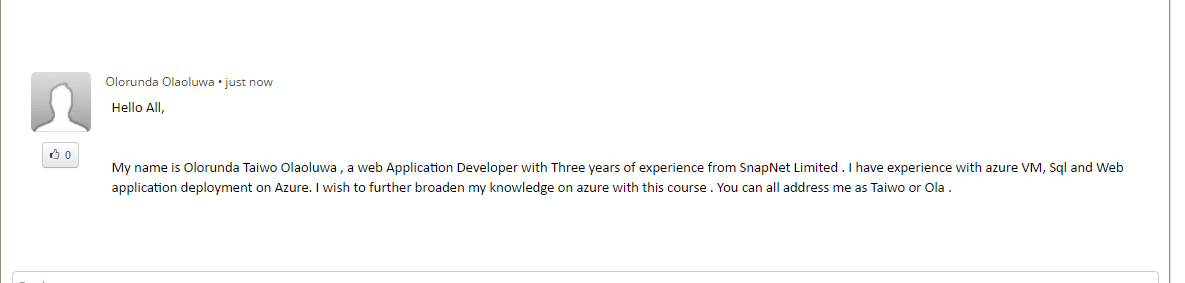 Olorunda Olaoluwa • just now
Hello All,
0
My name is Olorunda Taiwo Olaoluwa , a web Application Developer with Three years of experience from SnapNet Limited . I have experience with azure VM, Sql and Web
application deployment on Azure. I wish to further broaden my knowledge on azure with this course . You can all address me as Taiwo or Ola .